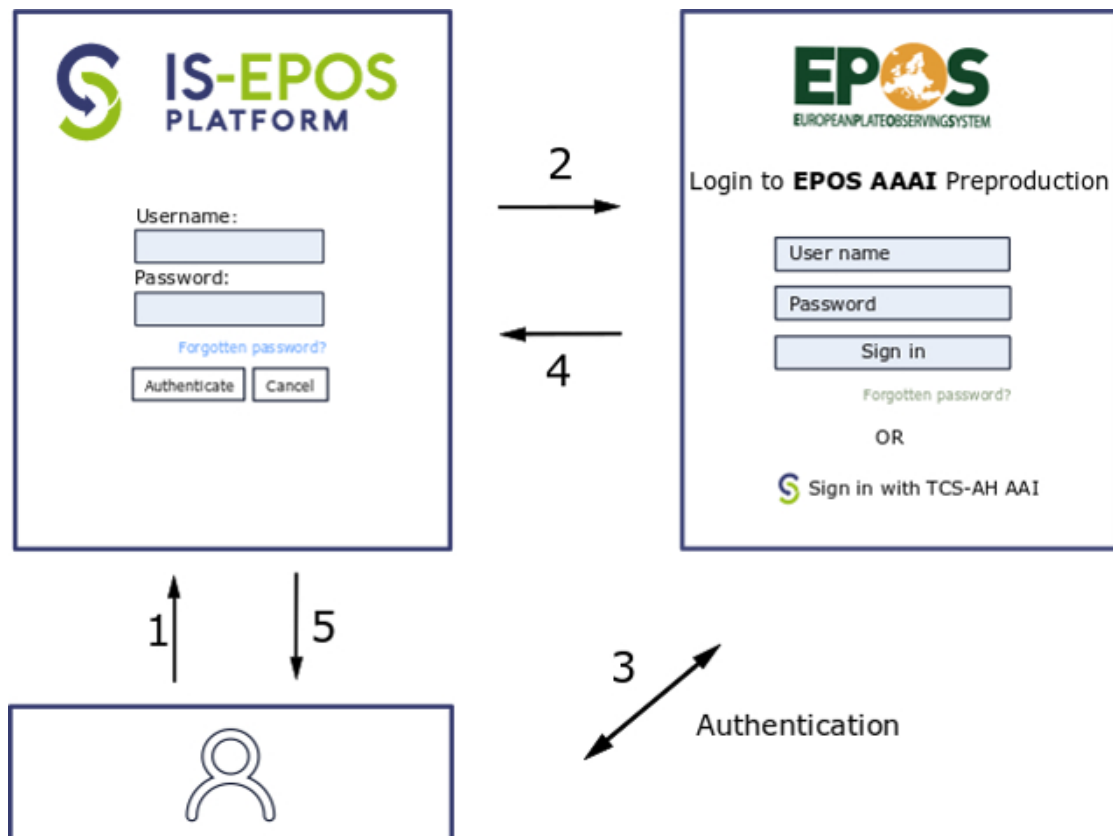 IS-EPOS
PLATFORM
Username:
Password:
Forgotten password?
Authenticate
Cancel
2
4
EPOS
EUROPEANPLATEOBSERVINGSYSTEM
Login to EPOS AAAI Preproduction
User name
Password
Sign in
Forgotten password?
OR
Sign in with TCS-AH AAI
1
5
3
Authentication